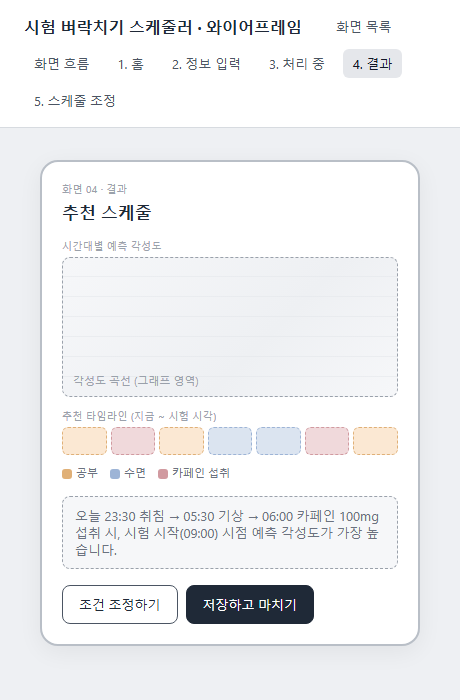 시험 벼락치기 스케줄러 · 와이어프레임 화면 목록
화면 흐름 1. 홈 2. 정보 입력 3. 처리 중 4. 결과
5. 스케줄 조정
화면 04 · 결과
추천 스케줄
시간대별 예측 각성도
각성도 곡선 (그래프 영역)
추천 타임라인 (지금 ~ 시험 시각)
공부 수면 카페인 섭취
오늘 23:30 취침 → 05:30 기상 → 06:00 카페인 100mg
섭취 시, 시험 시작(09:00) 시점 예측 각성도가 가장 높
습니다.
조건 조정하기 저장하고 마치기